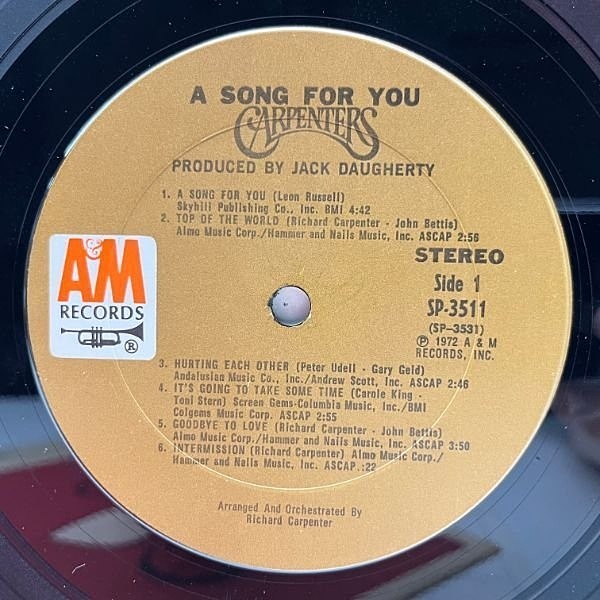 A SONG FOR YOU
CARPENTERS
PRODUCED BY JACK DAUGHERTY
1. A SONG FOR YOU (Leon Russell)
Skyhill Publishing Co., Inc. BMI 4:42
2. TOP OF THE WORLD (Richard Carpenter - John Bettis)
Almo Music Corp./Hammer and Nails Music, Inc. ASCAP 2:56
STEREO
Side 1
SP-3511
(SP-3531)
Ⓟ 1972 A & M
RECORDS, INC.
A&M
RECORDS
®
3. HURTING EACH OTHER (Peter Udell - Gary Geld)
Andalusian Music Co., Inc./Andrew Scott, Inc. ASCAP 2:46
4. IT'S GOING TO TAKE SOME TIME (Carole King -
Toni Stern) Screen Gems-Columbia Music, Inc./BMI
Colgems Music Corp. ASCAP 2:55
5. GOODBYE TO LOVE (Richard Carpenter - John Bettis)
Almo Music Corp./Hammer and Nails Music, Inc. ASCAP 3:50
6. INTERMISSION (Richard Carpenter) Almo Music Corp./
Hammer and Nails Music, Inc. ASCAP .:22
Arranged And Orchestrated By
Richard Carpenter